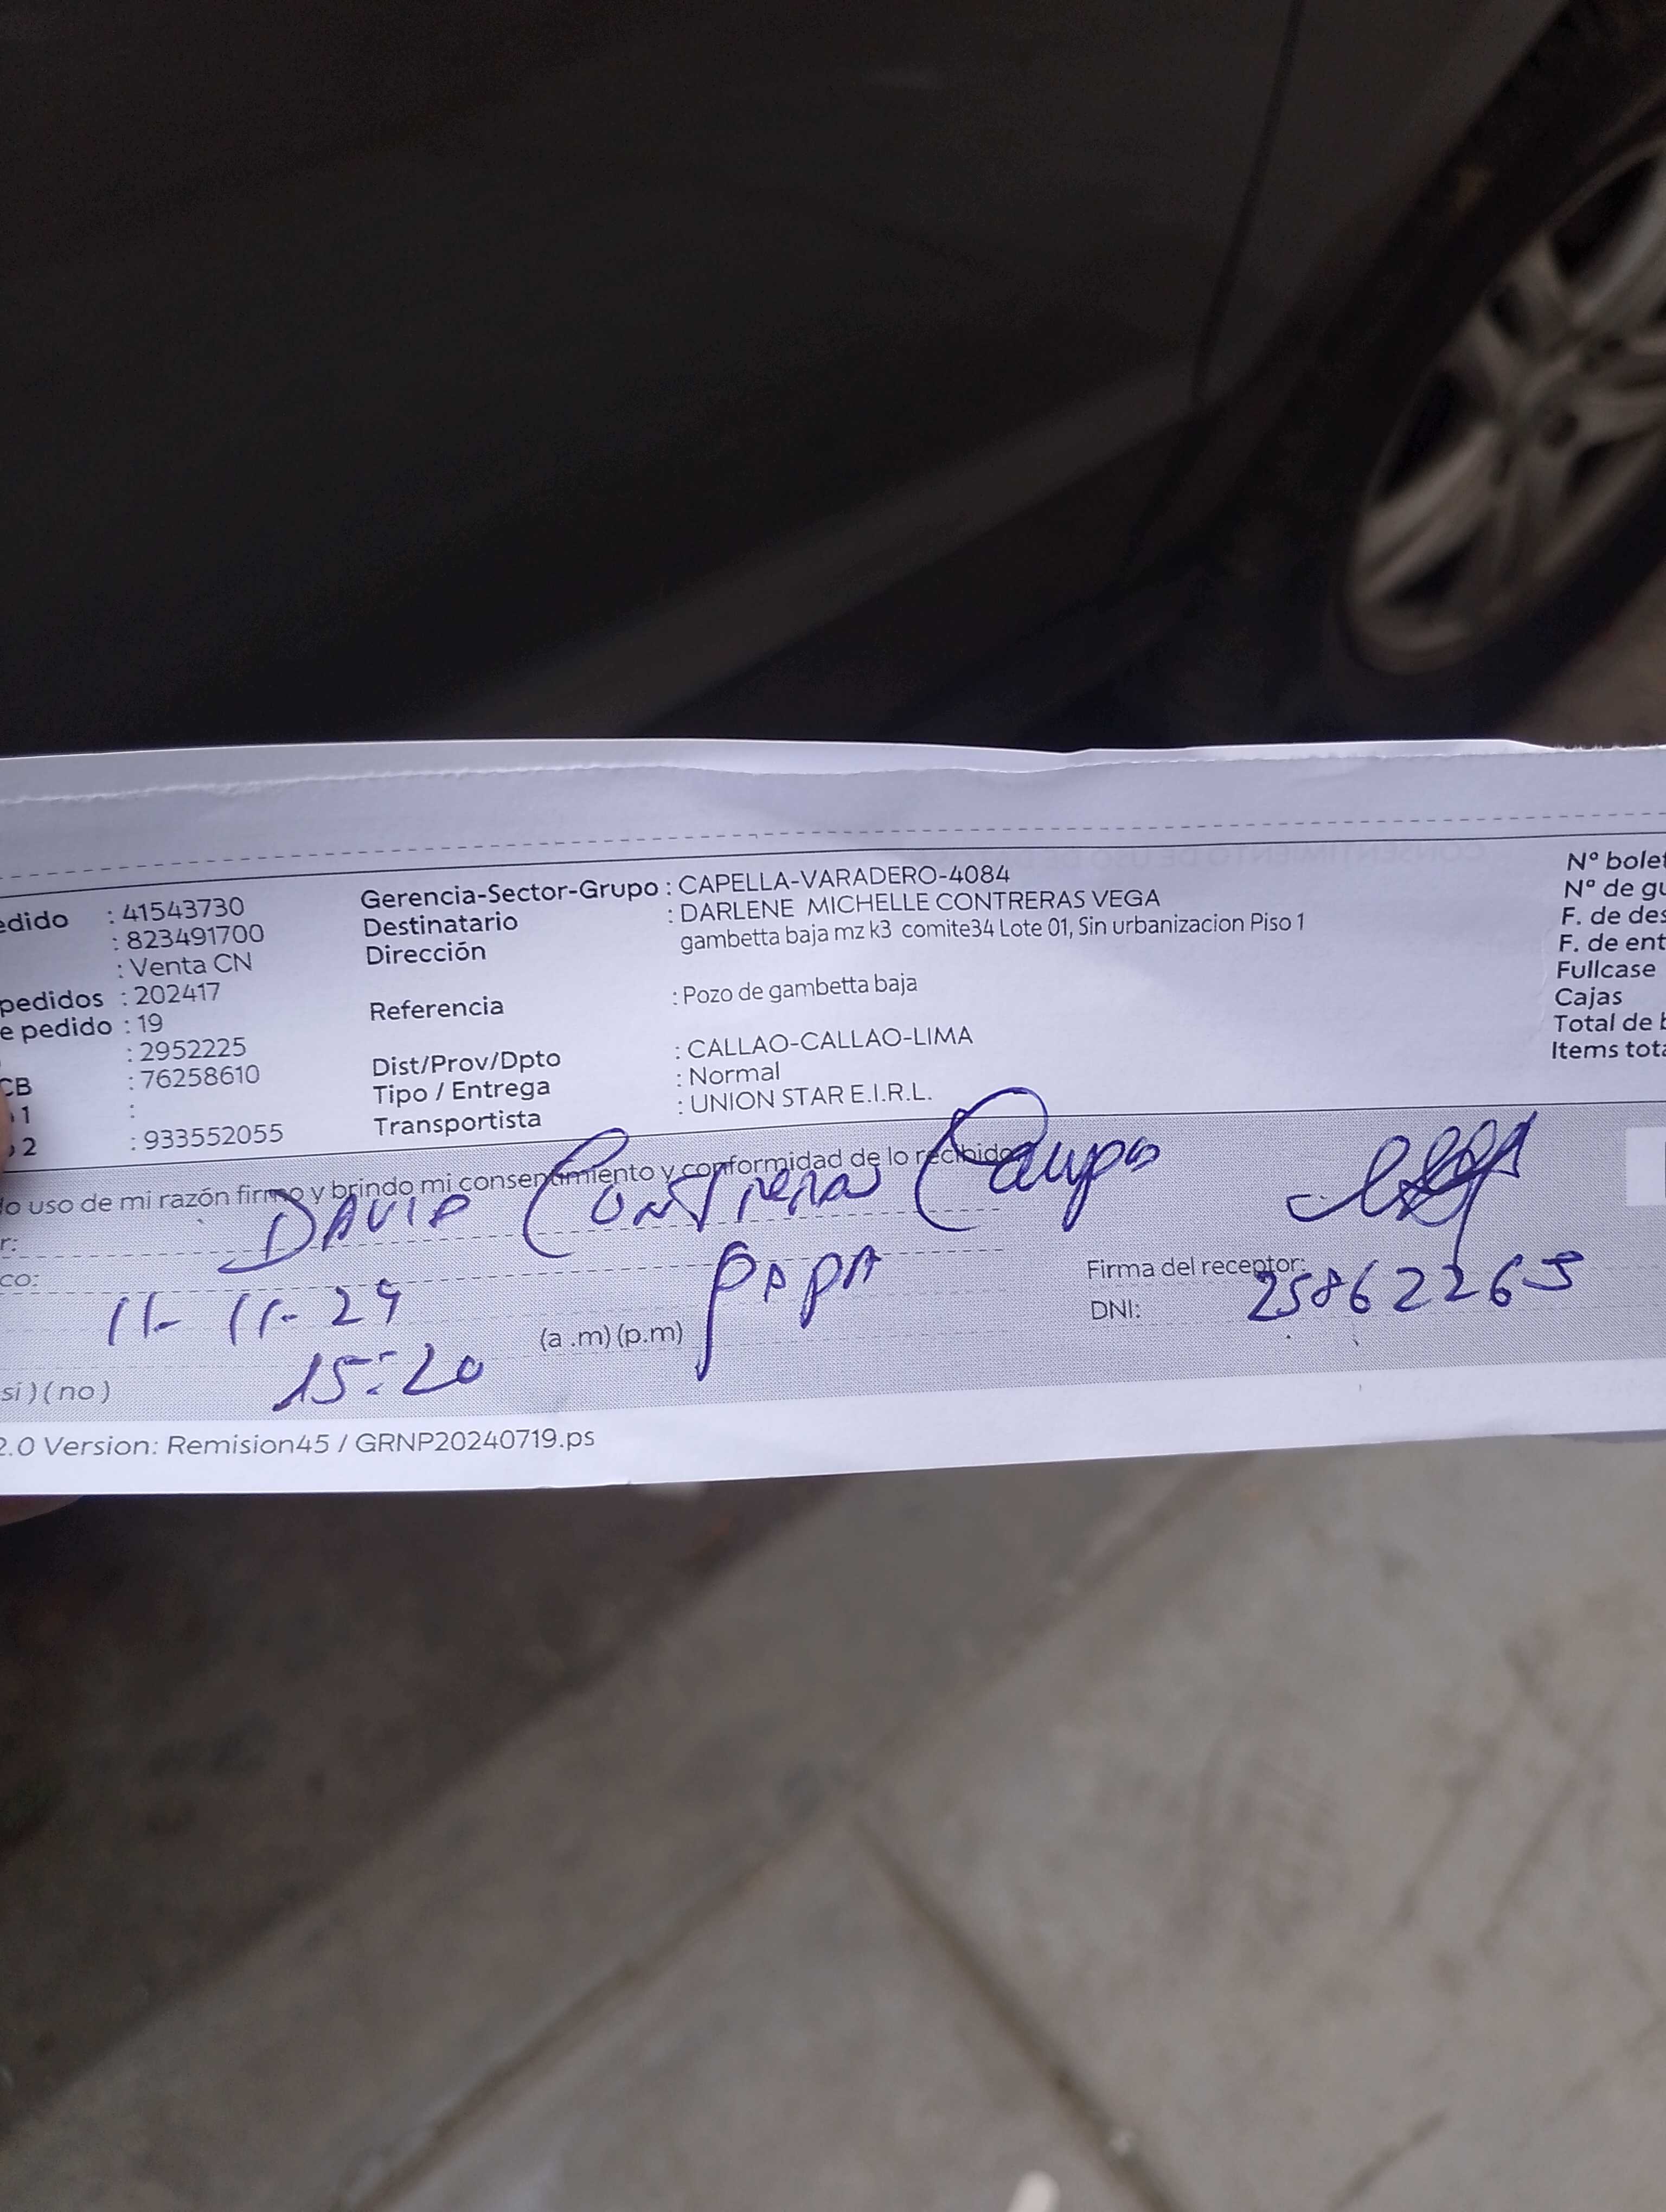 edido : 41543730
: 823491700
: Venta CN
pedidos : 202417
e pedido : 19
: 2952225
CB : 76258610
1 :
2 : 933552055
Gerencia-Sector-Grupo : CAPELLA-VARADERO-4084
Destinatario : DARLENE MICHELLE CONTRERAS VEGA
Dirección gambetta baja mz k3 comite34 Lote 01, Sin urbanizacion Piso 1
Referencia : Pozo de gambetta baja
Dist/Prov/Dpto : CALLAO-CALLAO-LIMA
Tipo / Entrega : Normal
Transportista : UNION STAR E.I.R.L.
Nº bolet
Nº de gu
F. de des
F. de ent
Fullcase
Cajas
Total de b
Items tota
o uso de mi razón firmo y brindo mi consentimiento y conformidad de lo recibido
r: DAVID Contreras Campos
co: PAPA
11-11-24
15:20 (a .m) (p.m)
Firma del receptor:
DNI: 25862265
si ) ( no )
2.0 Version: Remision45 / GRNP20240719.ps